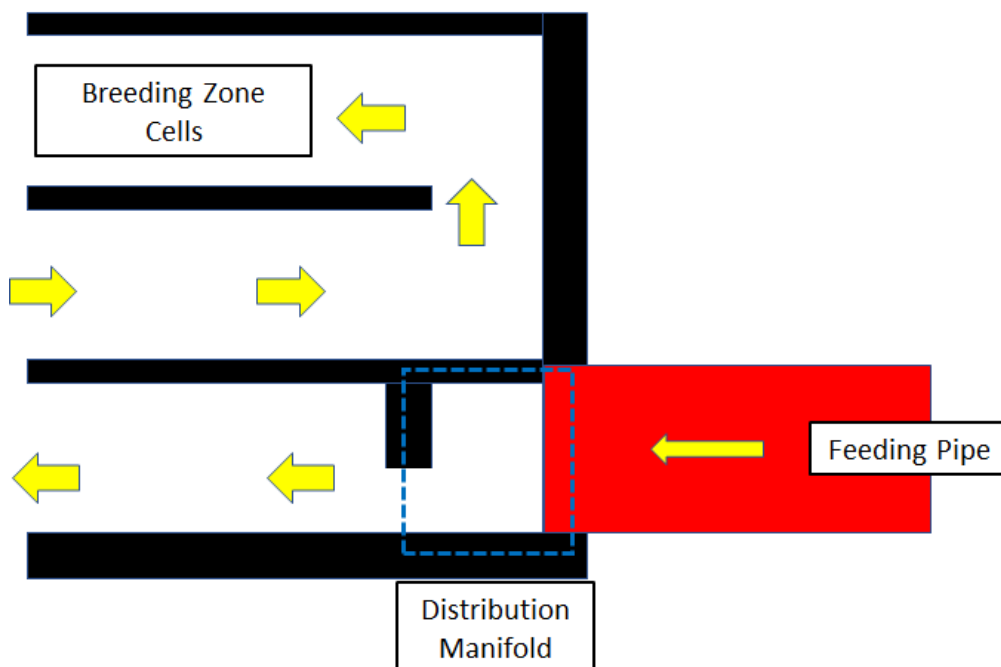 Breeding Zone
Cells
Feeding Pipe
Distribution
Manifold